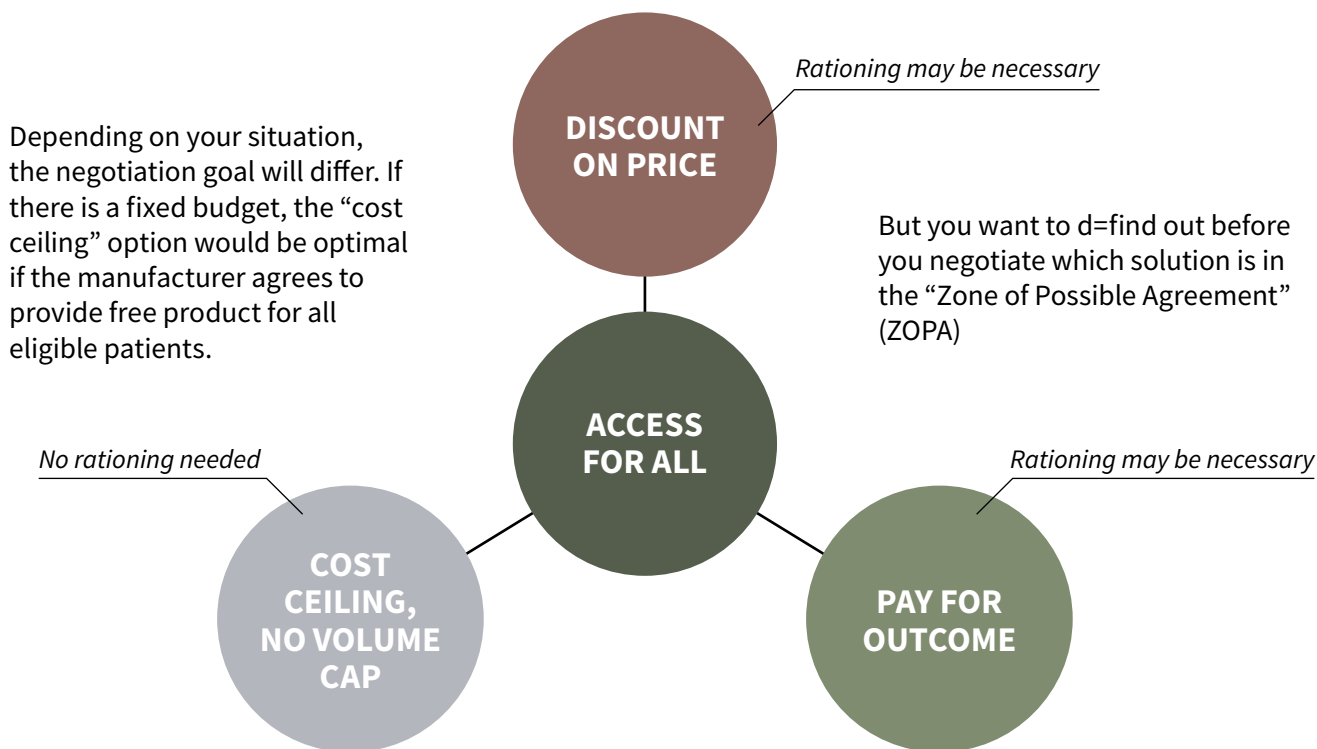 Rationing may be necessary
DISCOUNT
ON PRICE
Depending on your situation,
the negotiation goal will differ. If
there is a fixed budget, the “cost
ceiling” option would be optimal
if the manufacturer agrees to
provide free product for all
eligible patients.
But you want to d=find out before
you negotiate which solution is in
the “Zone of Possible Agreement”
(ZOPA)
ACCESS
FOR ALL
No rationing needed
COST
CEILING,
NO VOLUME
CAP
Rationing may be necessary
PAY FOR
OUTCOME